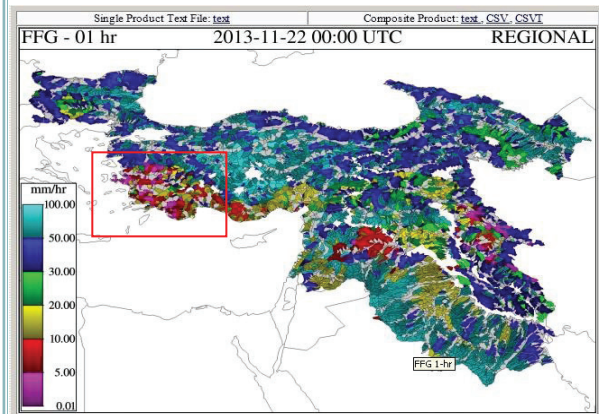 Single Product Text File: text
Composite Product: text , CSV , CSVT
FFG - 01 hr 2013-11-22 00:00 UTC REGIONAL
mm/hr
100.00
50.00
30.00
20.00
10.00
5.00
0.01
FFG 1-hr